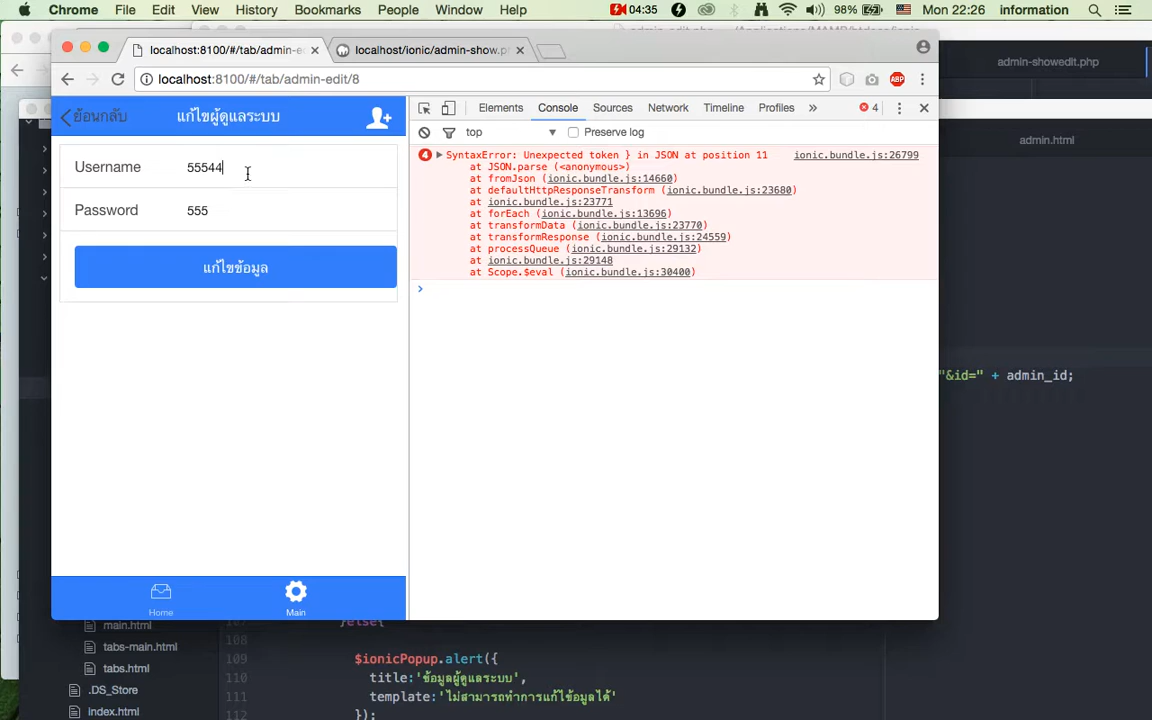 Chrome File Edit View History Bookmarks People Window Help 04:35 98% Mon 22:26 information
localhost:8100/#/tab/admin-e × localhost/ionic/admin-show.p ×
admin-showedit.php
localhost:8100/#/tab/admin-edit/8
ย้อนกลับ แก้ไขผู้ดูแลระบบ
Elements Console Sources Network Timeline Profiles » 4
top Preserve log
admin.html
Username 55544
Password 555
แก้ไขข้อมูล
4 SyntaxError: Unexpected token } in JSON at position 11 ionic.bundle.js:26799
at JSON.parse (<anonymous>)
at fromJson (ionic.bundle.js:14660)
at defaultHttpResponseTransform (ionic.bundle.js:23680)
at ionic.bundle.js:23771
at forEach (ionic.bundle.js:13696)
at transformData (ionic.bundle.js:23770)
at transformResponse (ionic.bundle.js:24559)
at processQueue (ionic.bundle.js:29132)
at ionic.bundle.js:29148
at Scope.$eval (ionic.bundle.js:30400)
"&id=" + admin_id;
Home Main
main.html
tabs-main.html
tabs.html
.DS_Store
index.html
}else{
108
109 $ionicPopup.alert({
110 title:'ข้อมูลผู้ดูแลระบบ',
111 template:'ไม่สามารถทำการแก้ไข้อมูลได้'
112 });